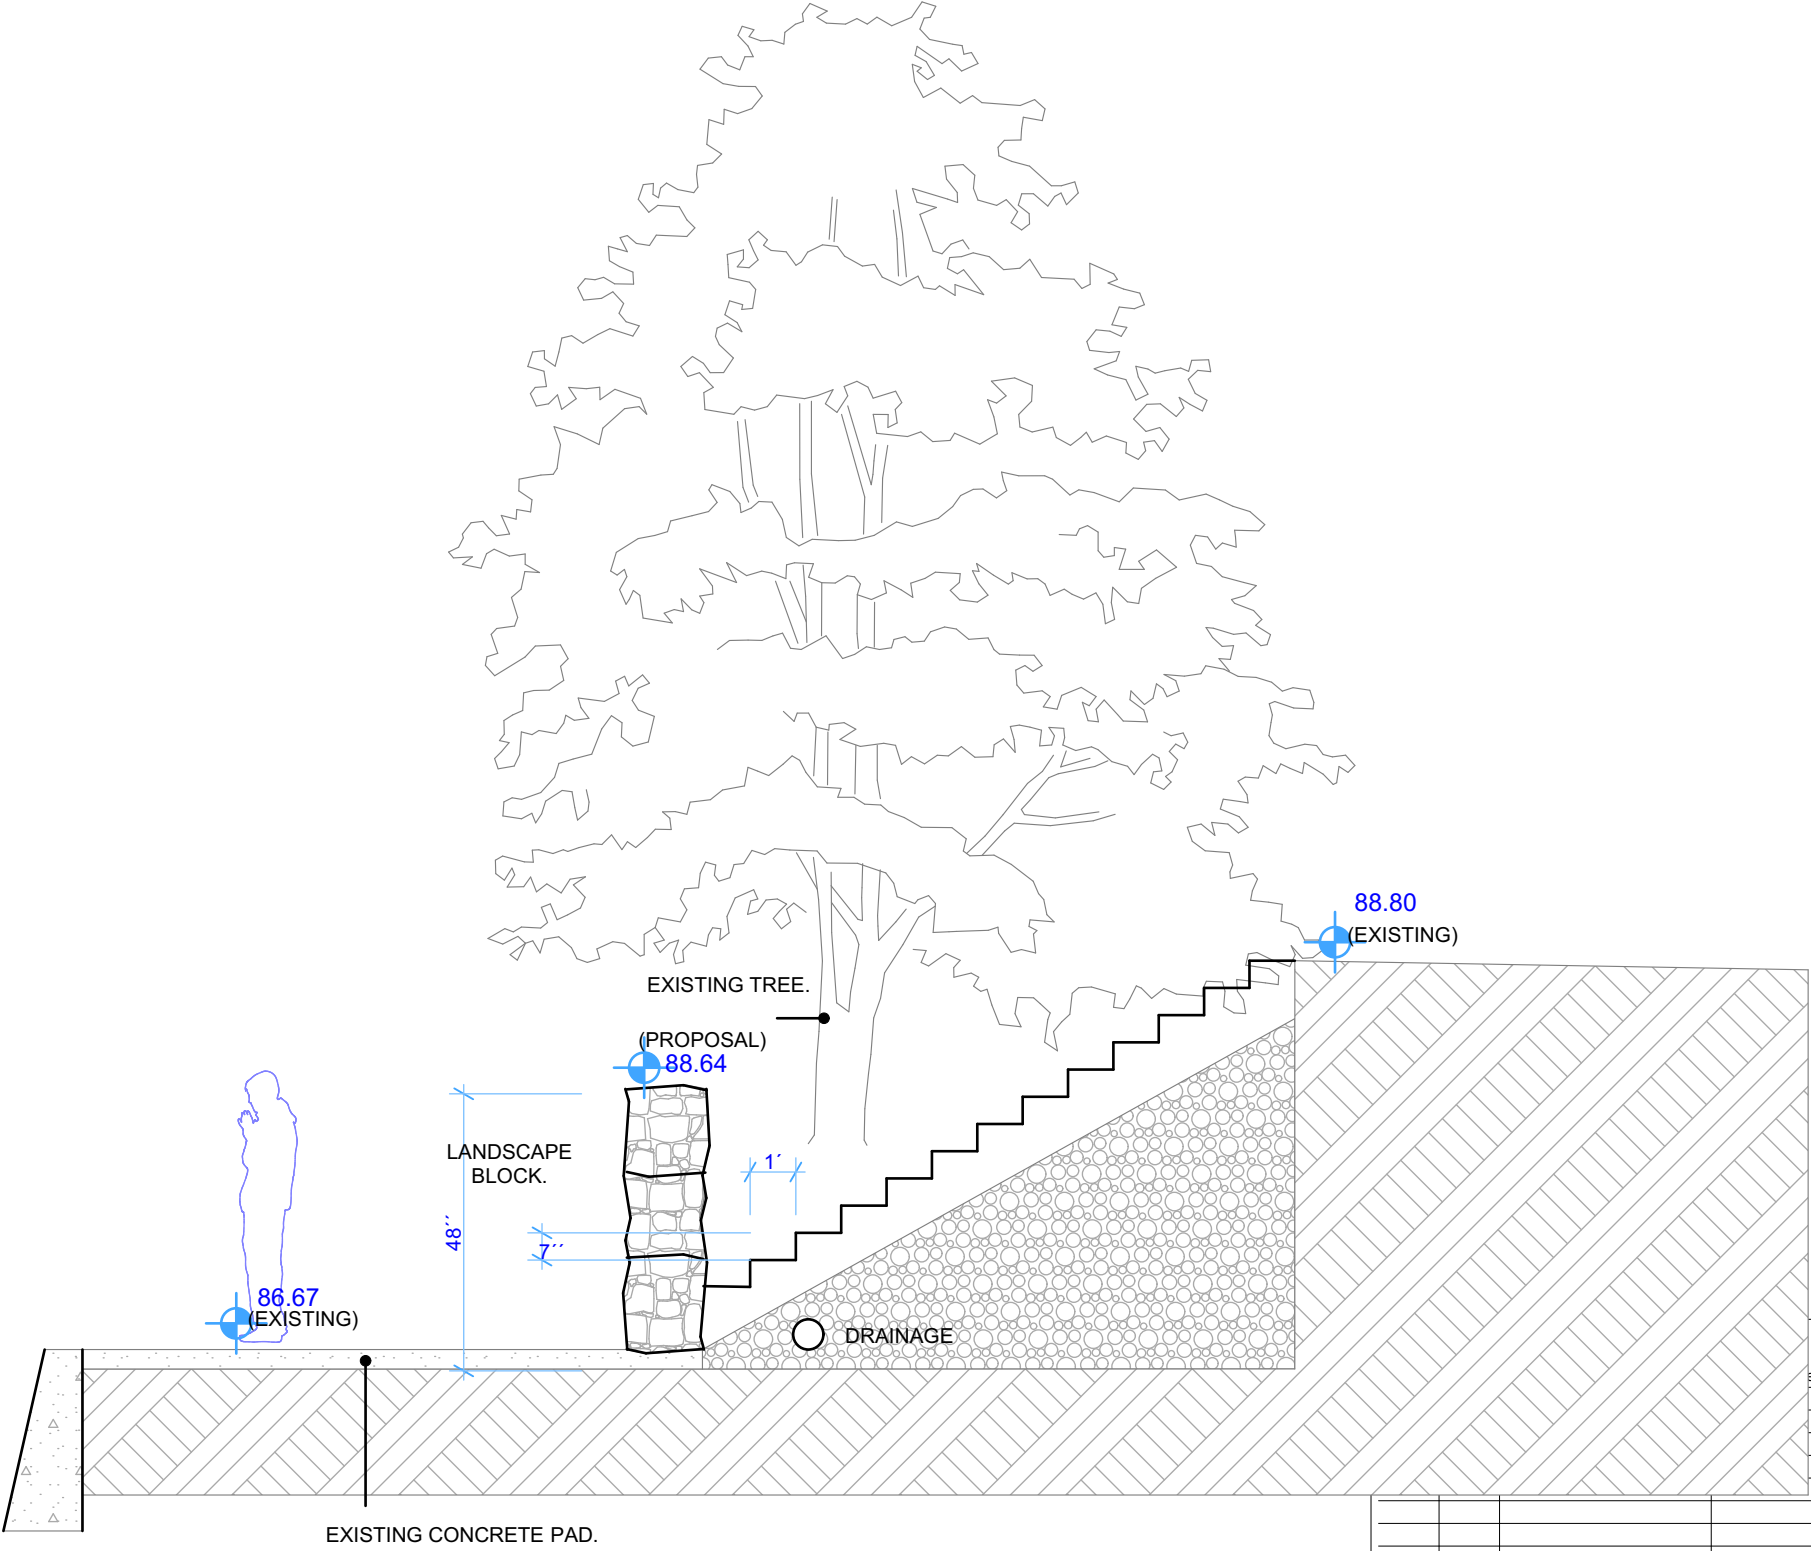 88.80
(EXISTING)
EXISTING TREE.
(PROPOSAL)
88.64
LANDSCAPE
BLOCK.
1´
48´´
7´´
86.67
(EXISTING)
DRAINAGE
EXISTING CONCRETE PAD.